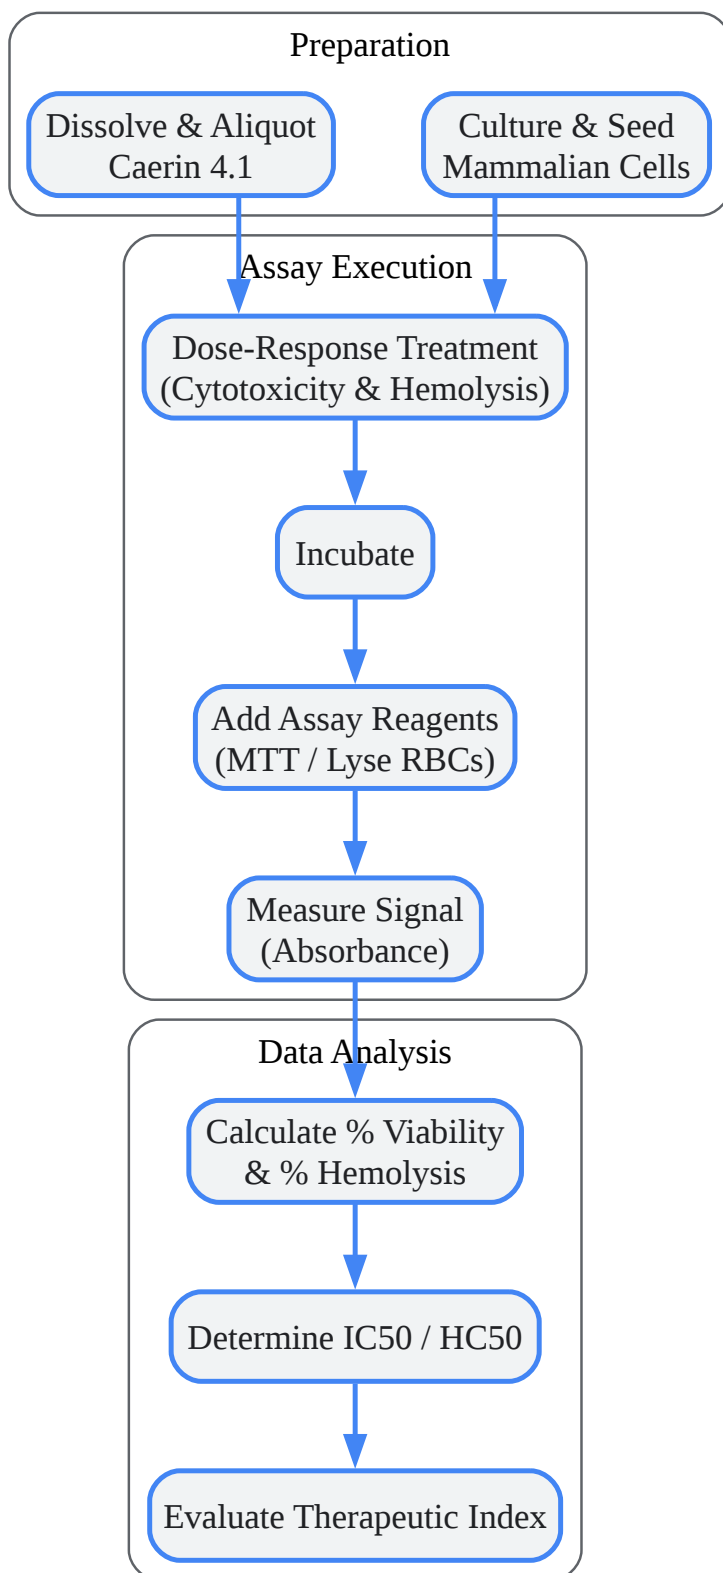 Preparation
Dissolve & Aliquot
Caerin 4.1
Culture & Seed
Mammalian Cells
Assay Execution
Dose-Response Treatment
(Cytotoxicity & Hemolysis)
Incubate
Add Assay Reagents
(MTT / Lyse RBCs)
Measure Signal
(Absorbance)
Data Analysis
Calculate % Viability
& % Hemolysis
Determine IC50 / HC50
Evaluate Therapeutic Index